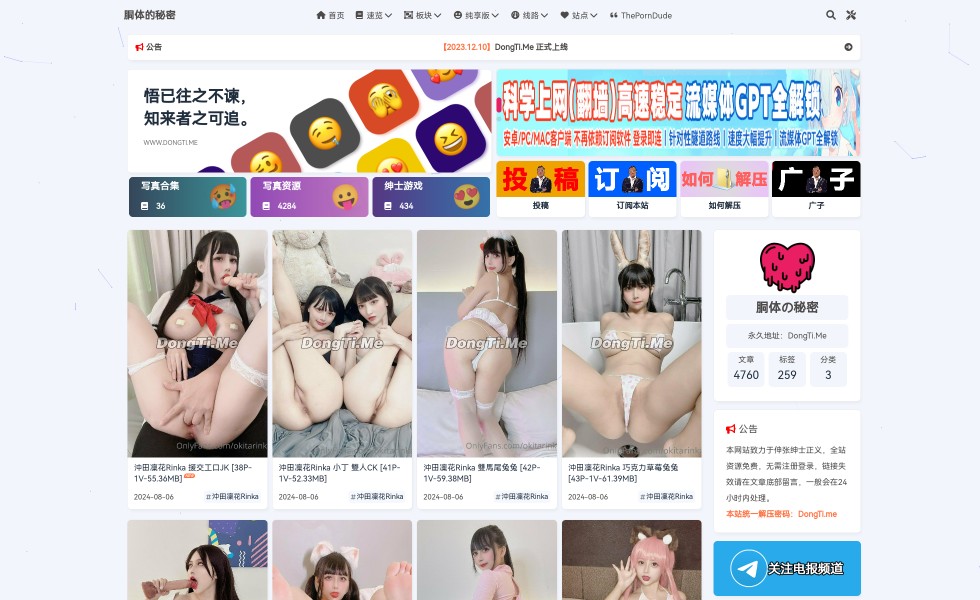 胴体的秘密
首页 速览 板块 纯享版 线路 站点 ThePornDude
公告
【2023.12.10】DongTi.Me 正式上线
悟已往之不谏，
知来者之可追。
WWW.DONGTI.ME
科学上网(翻墙)高速稳定 流媒体GPT全解锁
安卓/PC/MAC客户端 不再依赖订阅软件 登录即连 | 针对性隧道路线 | 速度大幅提升 | 流媒体GPT全解锁
写真合集
36
写真资源
4284
绅士游戏
434
投稿
订阅
如何解压
广子
投稿
订阅本站
如何解压
广子
DongTi.Me
OnlyFans.com/okitarink
沖田凜花Rinka 援交工口JK [38P-
1V-55.36MB]
2024-08-06
#沖田凜花Rinka
DongTi.Me
沖田凜花Rinka 小丁 雙人CK [41P-
1V-52.33MB]
2024-08-06
#沖田凜花Rinka
DongTi.Me
OnlyFans.com/okitarink
沖田凜花Rinka 雙馬尾兔兔 [42P-
1V-59.38MB]
2024-08-06
#沖田凜花Rinka
DongTi.Me
沖田凜花Rinka 巧克力草莓兔兔
[43P-1V-61.39MB]
2024-08-06
#沖田凜花Rinka
胴体の秘密
永久地址：DongTi.Me
文章
4760
标签
259
分类
3
公告
本网站致力于伸张绅士正义，全站
资源免费，无需注册登录，链接失
效请在文章底部留言，一般会在24
小时内处理。
本站统一解压密码：DongTi.me
关注电报频道